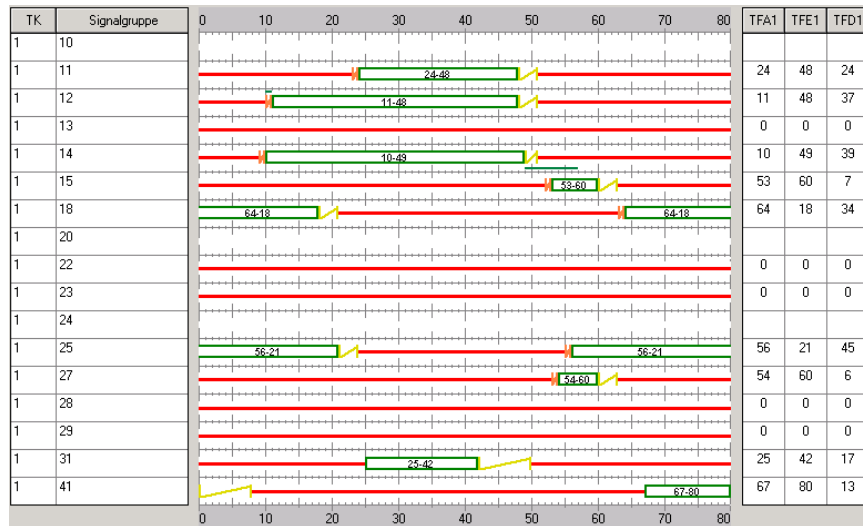 TK Signalgruppe 0 10 20 30 40 50 60 70 80 TFA1 TFE1 TFD1
1 10
1 11 24-48 24 48 24
1 12 11-48 11 48 37
1 13 0 0 0
1 14 10-49 10 49 39
1 15 53-60 53 60 7
1 18 64-18 64-18 64 18 34
1 20
1 22 0 0 0
1 23 0 0 0
1 24
1 25 56-21 56-21 56 21 45
1 27 54-60 54 60 6
1 28 0 0 0
1 29 0 0 0
1 31 25-42 25 42 17
1 41 67-80 67 80 13
0 10 20 30 40 50 60 70 80